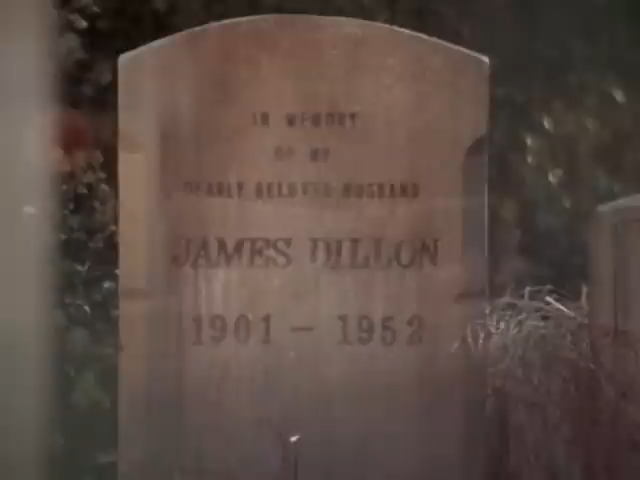 IN MEMORY
OF MY
DEARLY BELOVED HUSBAND
JAMES DILLON
1901 - 1952